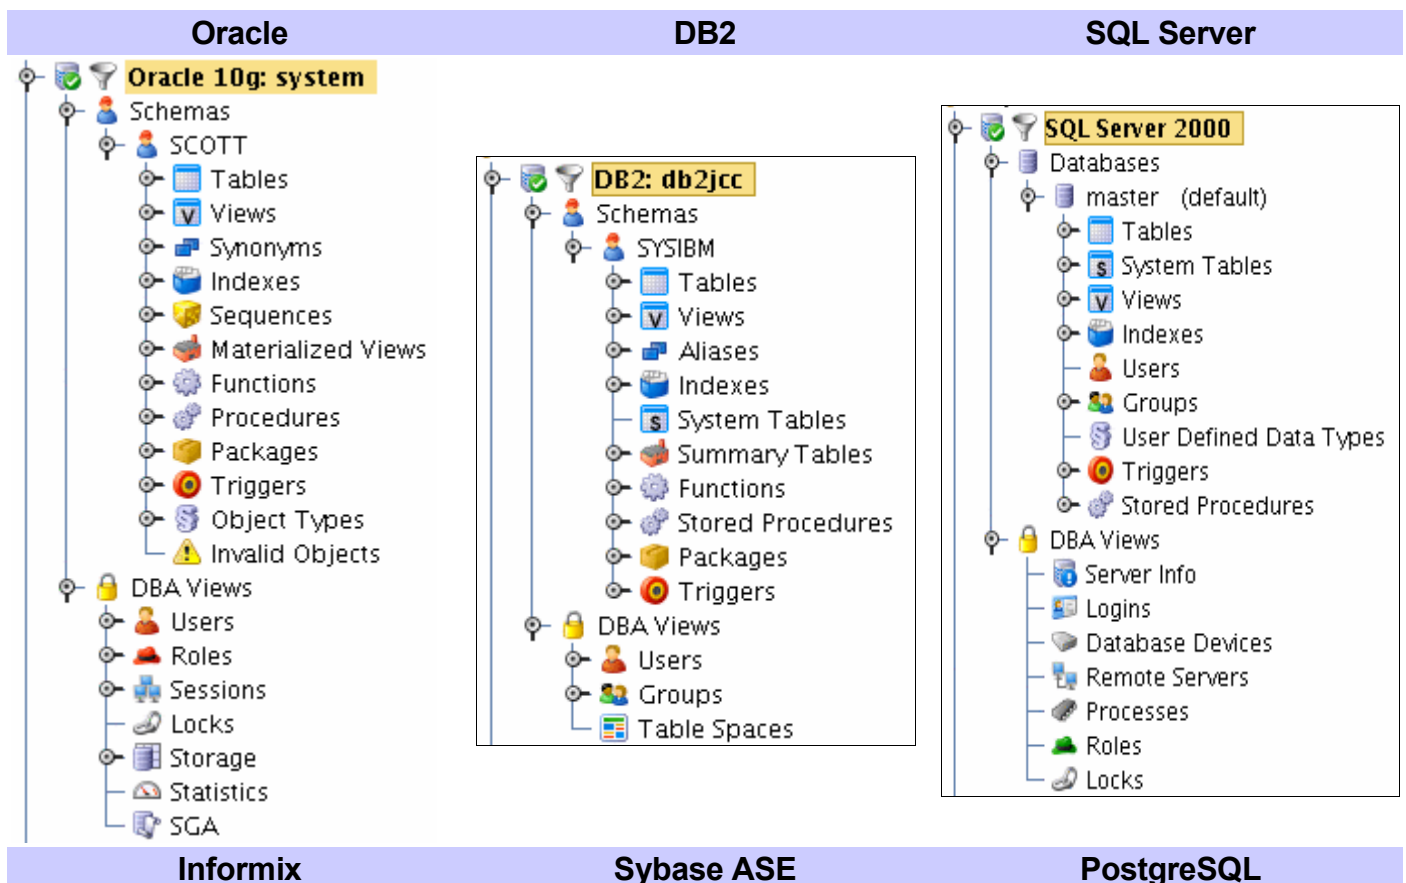 Oracle
DB2
SQL Server
Oracle 10g: system
Schemas
SCOTT
Tables
V Views
Synonyms
Indexes
Sequences
Materialized Views
Functions
Procedures
Packages
Triggers
Object Types
Invalid Objects
DBA Views
Users
Roles
Sessions
Locks
Storage
Statistics
SGA
DB2: db2jcc
Schemas
SYSIBM
Tables
V Views
Aliases
Indexes
S System Tables
Summary Tables
Functions
Stored Procedures
Packages
Triggers
DBA Views
Users
Groups
Table Spaces
SQL Server 2000
Databases
master (default)
Tables
S System Tables
V Views
Indexes
Users
Groups
User Defined Data Types
Triggers
Stored Procedures
DBA Views
Server Info
Logins
Database Devices
Remote Servers
Processes
Roles
Locks
Informix
Sybase ASE
PostgreSQL